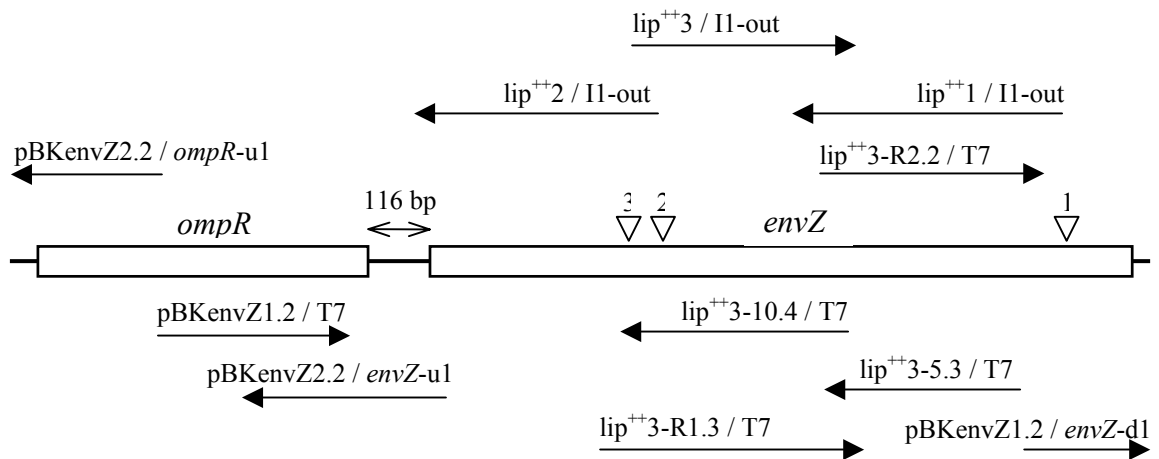 lip⁺⁺3 / I1-out
lip⁺⁺2 / I1-out
lip⁺⁺1 / I1-out
pBKenvZ2.2 / ompR-u1
lip⁺⁺3-R2.2 / T7
116 bp
3 2 1
ompR envZ
pBKenvZ1.2 / T7
lip⁺⁺3-10.4 / T7
pBKenvZ2.2 / envZ-u1
lip⁺⁺3-5.3 / T7
lip⁺⁺3-R1.3 / T7
pBKenvZ1.2 / envZ-d1